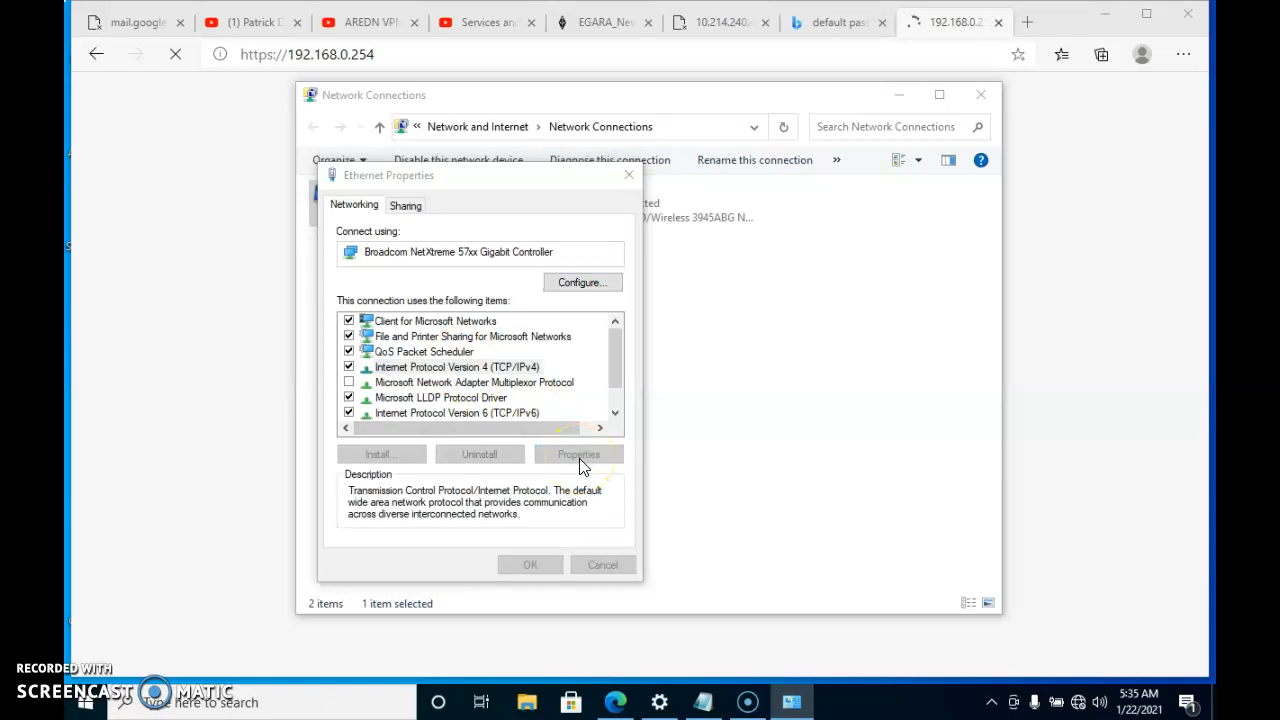 mail.google
(1) Patrick D
AREDN VPN
Services and
EGARA_Nev
10.214.240.
default pas
192.168.0.2
https://192.168.0.254
Network Connections
« Network and Internet › Network Connections
Search Network Connections
Organize
Disable this network device
Diagnose this connection
Rename this connection
»
Ethernet Properties
Networking
Sharing
Connect using:
Broadcom NetXtreme 57xx Gigabit Controller
Configure...
This connection uses the following items:
Client for Microsoft Networks
File and Printer Sharing for Microsoft Networks
QoS Packet Scheduler
Internet Protocol Version 4 (TCP/IPv4)
Microsoft Network Adapter Multiplexor Protocol
Microsoft LLDP Protocol Driver
Internet Protocol Version 6 (TCP/IPv6)
Install...
Uninstall
Properties
Description
Transmission Control Protocol/Internet Protocol. The default
wide area network protocol that provides communication
across diverse interconnected networks.
OK
Cancel
ted
D/Wireless 3945ABG N...
2 items
1 item selected
RECORDED WITH
SCREENCAST MATIC
Type here to search
5:35 AM
1/22/2021
1